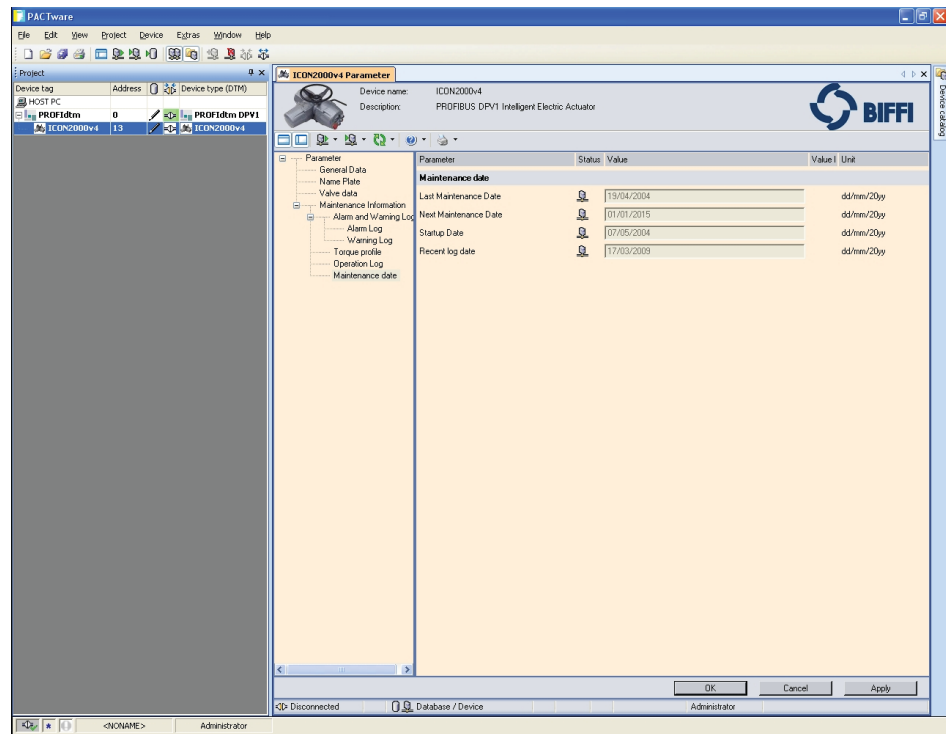 PACTware
File Edit View Project Device Extras Window Help
Project
Device tag Address Device type (DTM)
HOST PC
PROFIdtm 0 PROFIdtm DPV1
ICON2000v4 13 ICON2000v4
ICON2000v4 Parameter
Device name: ICON2000v4
Description: PROFIBUS DPV1 Intelligent Electric Actuator
BIFFI
Device catalog
Parameter
General Data
Name Plate
Valve data
Maintenance Information
Alarm and Warning Log
Alarm Log
Warning Log
Torque profile
Operation Log
Maintenance date
Parameter Status Value Value Unit
Maintenance date
Last Maintenance Date 19/04/2004 dd/mm/20yy
Next Maintenance Date 01/01/2015 dd/mm/20yy
Startup Date 07/05/2004 dd/mm/20yy
Recent log date 17/03/2009 dd/mm/20yy
OK Cancel Apply
Disconnected Database / Device Administrator
<NONAME> Administrator